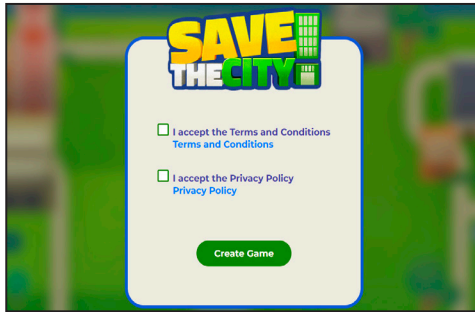 SAVE
THE CITY
I accept the Terms and Conditions
Terms and Conditions
I accept the Privacy Policy
Privacy Policy
Create Game